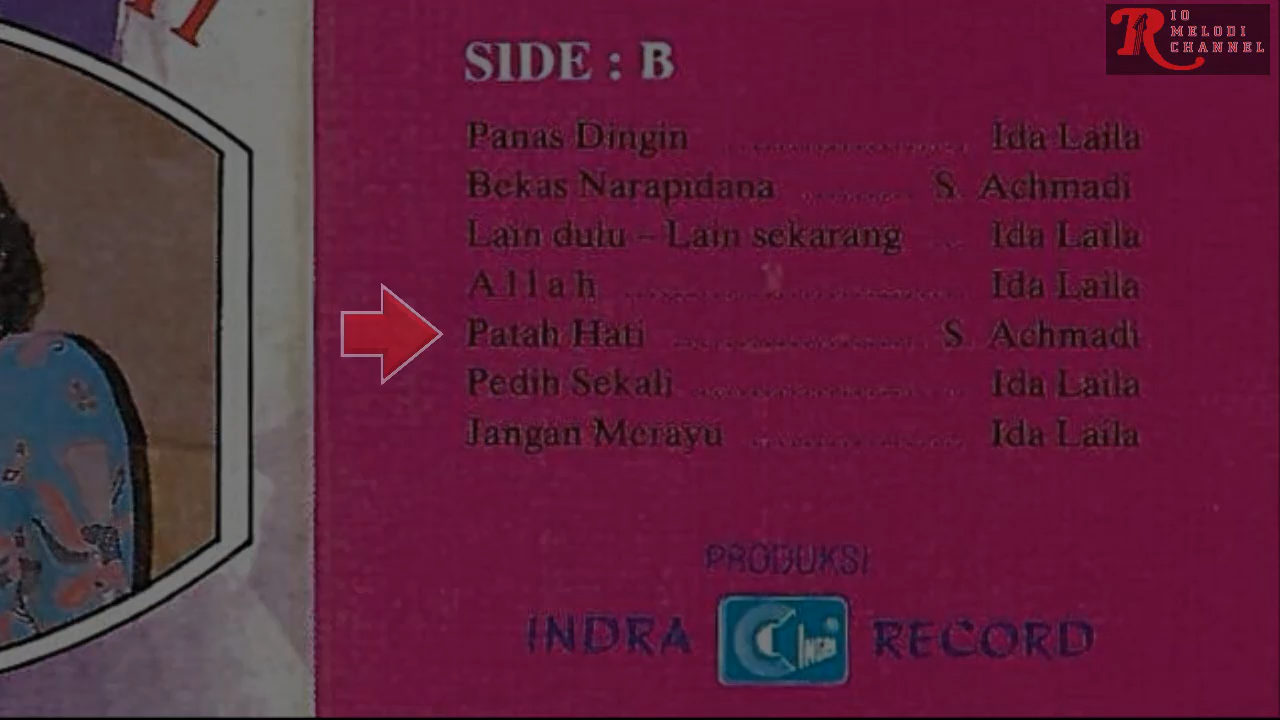 RIO
MELODI
CHANNEL
SIDE : B
Panas Dingin ........ Ida Laila
Bekas Narapidana ........ S. Achmadi
Lain dulu – Lain sekarang .... Ida Laila
Allah ........ Ida Laila
Patah Hati ........ S. Achmadi
Pedih Sekali ........ Ida Laila
Jangan Merayu ........ Ida Laila
PRODUKSI
INDRA RECORD